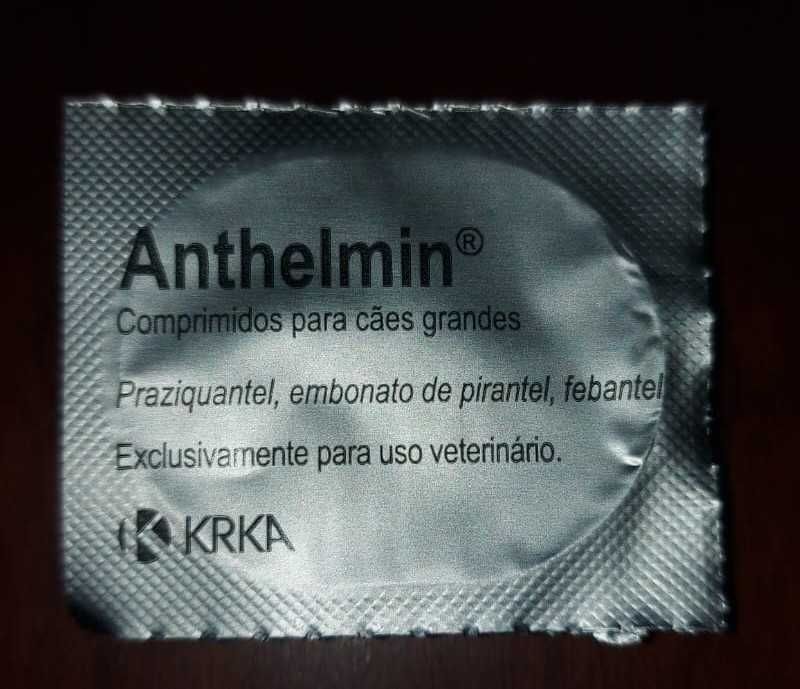 Anthelmin®
Comprimidos para cães grandes
Praziquantel, embonato de pirantel, febantel
Exclusivamente para uso veterinário.
KRKA